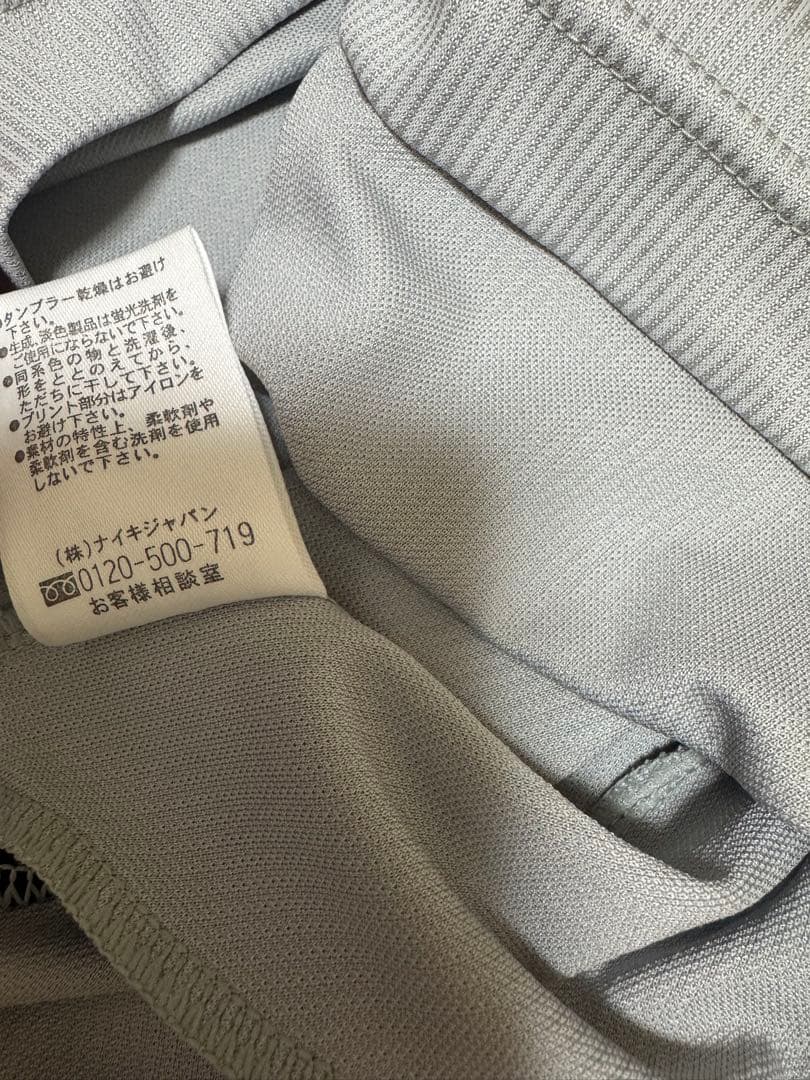 ●タンブラー乾燥はお避け
下さい。
●生成、淡色製品は蛍光洗剤を
ご使用にならないで下さい。
●同系色の物と洗濯後、
形をととのえてから、
ただちに干して下さい。
●プリント部分はアイロンを
お避け下さい。
●素材の特性上、柔軟剤や
柔軟剤を含む洗剤を使用
しないで下さい。
(株)ナイキジャパン
0120-500-719
お客様相談室